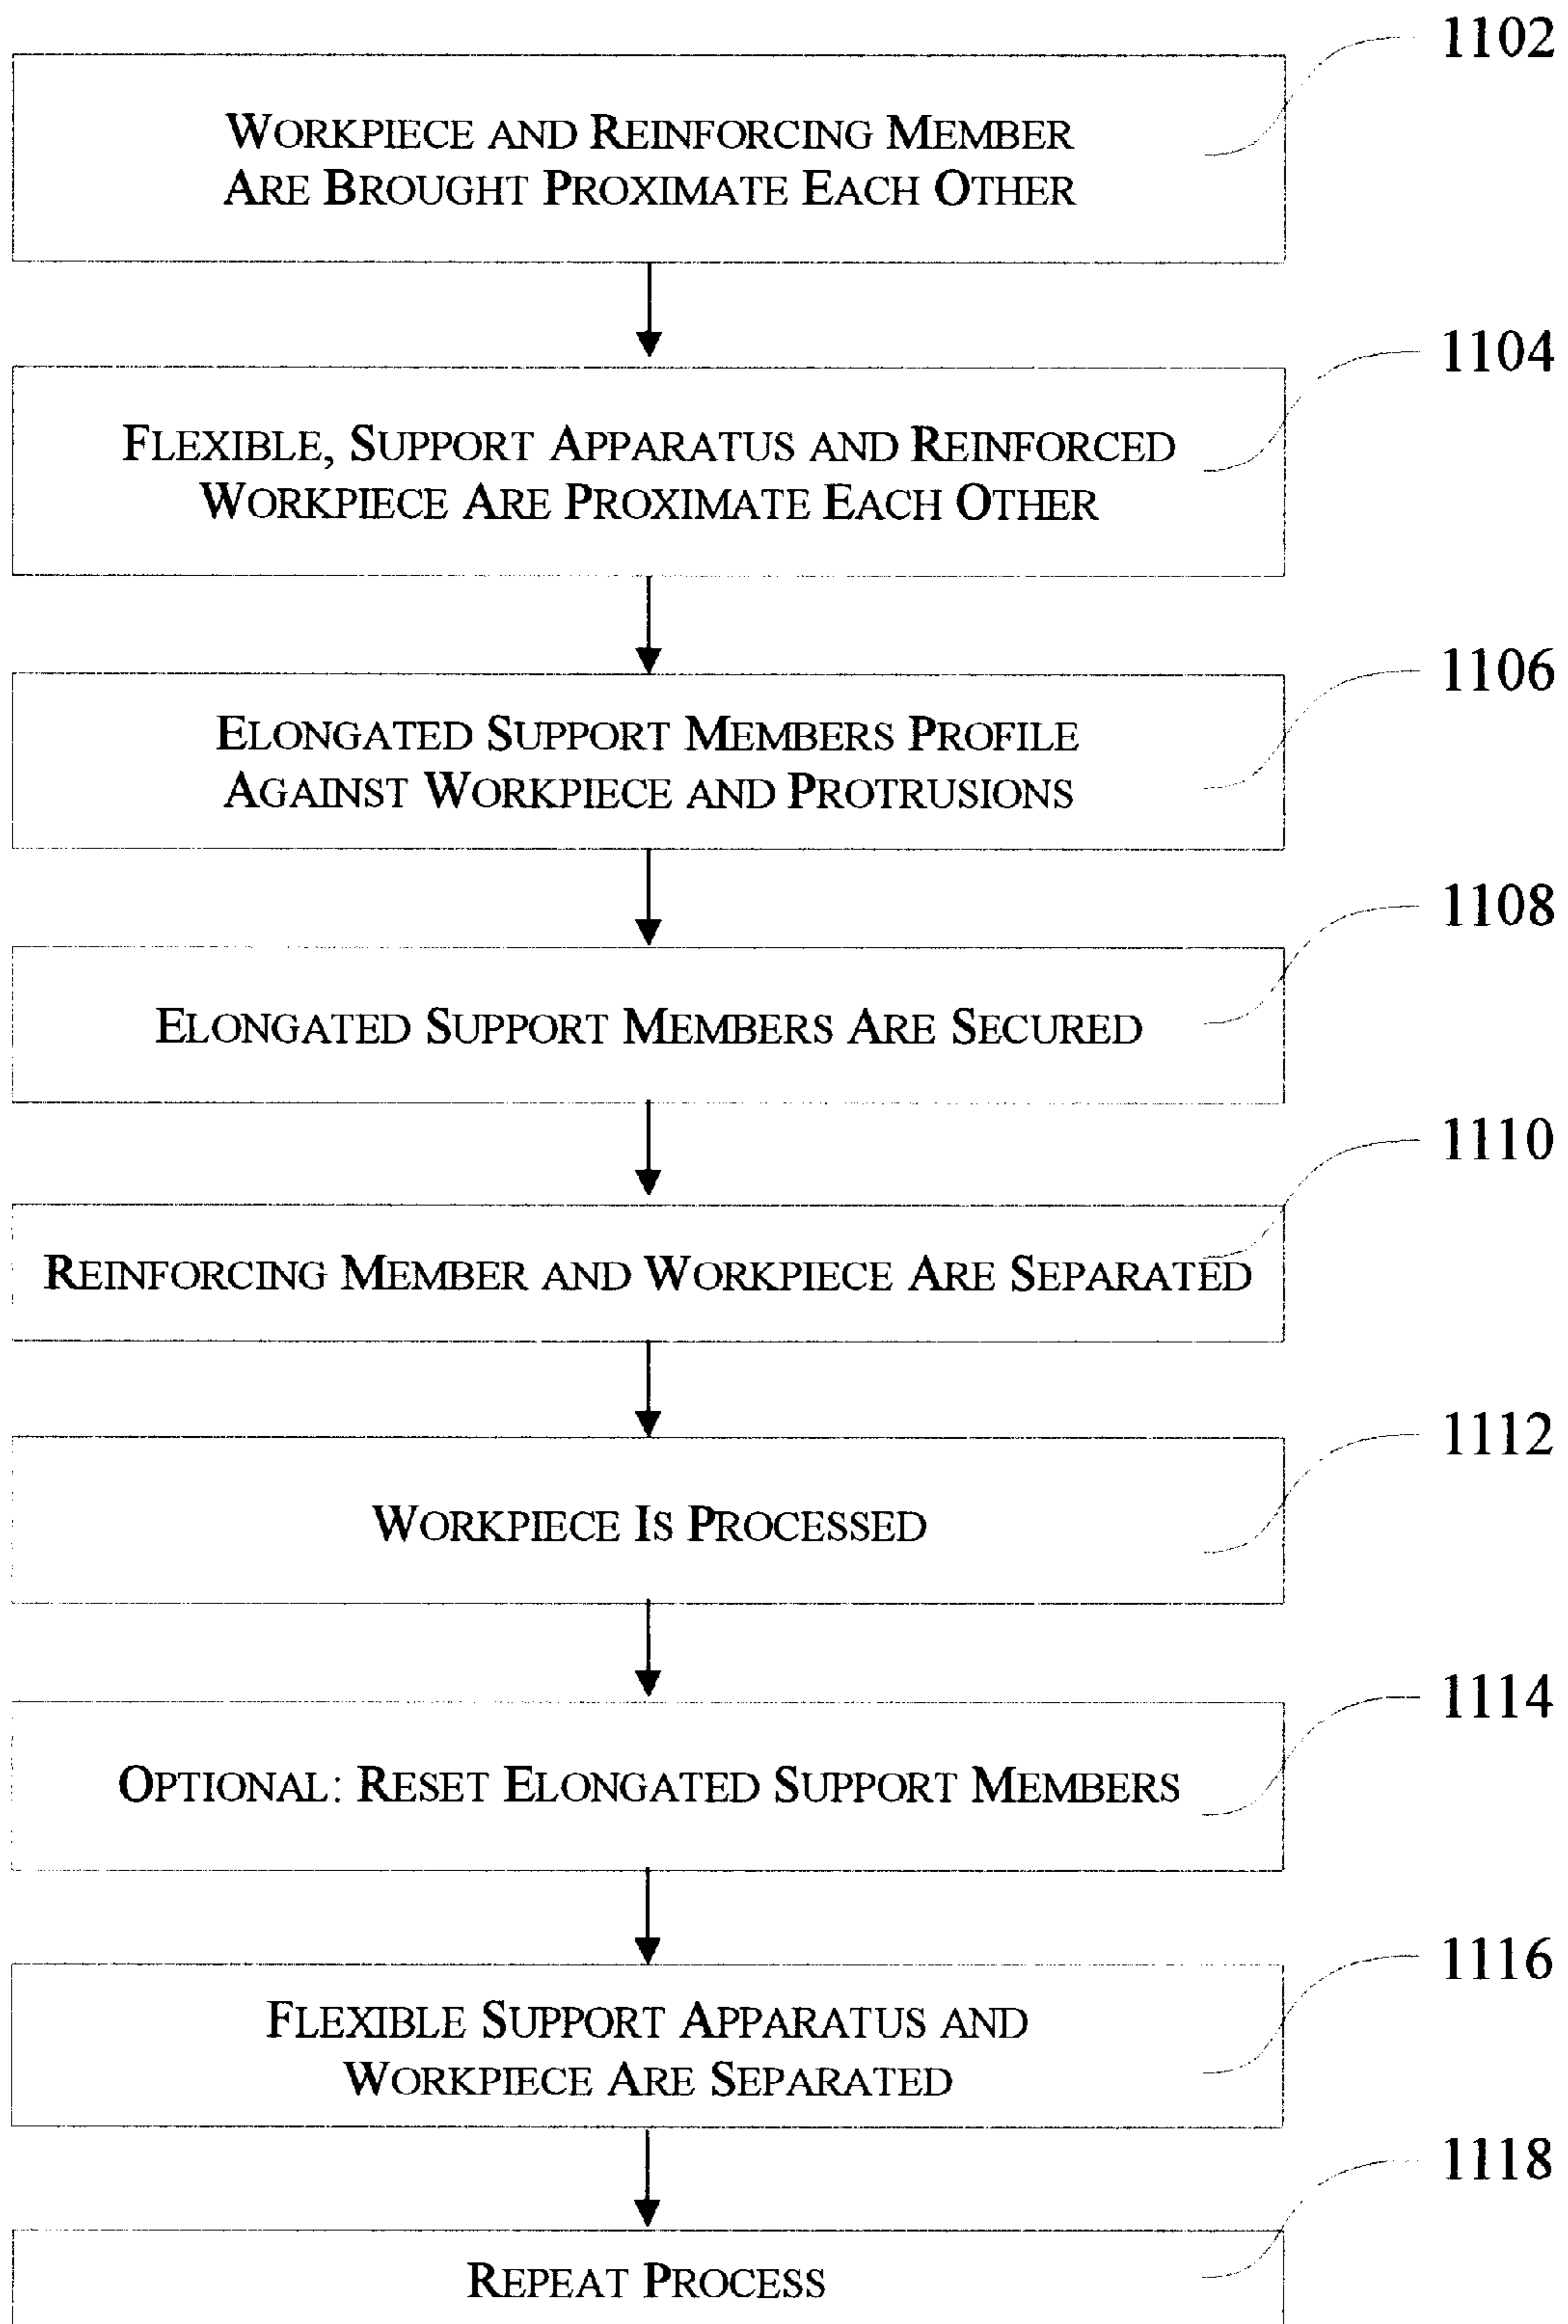 1102
WORKPIECE AND REINFORCING MEMBER
ARE BROUGHT PROXIMATE EACH OTHER
1104
FLEXIBLE, SUPPORT APPARATUS AND REINFORCED
WORKPIECE ARE PROXIMATE EACH OTHER
1106
ELONGATED SUPPORT MEMBERS PROFILE
AGAINST WORKPIECE AND PROTRUSIONS
1108
ELONGATED SUPPORT MEMBERS ARE SECURED
1110
REINFORCING MEMBER AND WORKPIECE ARE SEPARATED
1112
WORKPIECE IS PROCESSED
1114
OPTIONAL: RESET ELONGATED SUPPORT MEMBERS
1116
FLEXIBLE SUPPORT APPARATUS AND
WORKPIECE ARE SEPARATED
1118
REPEAT PROCESS